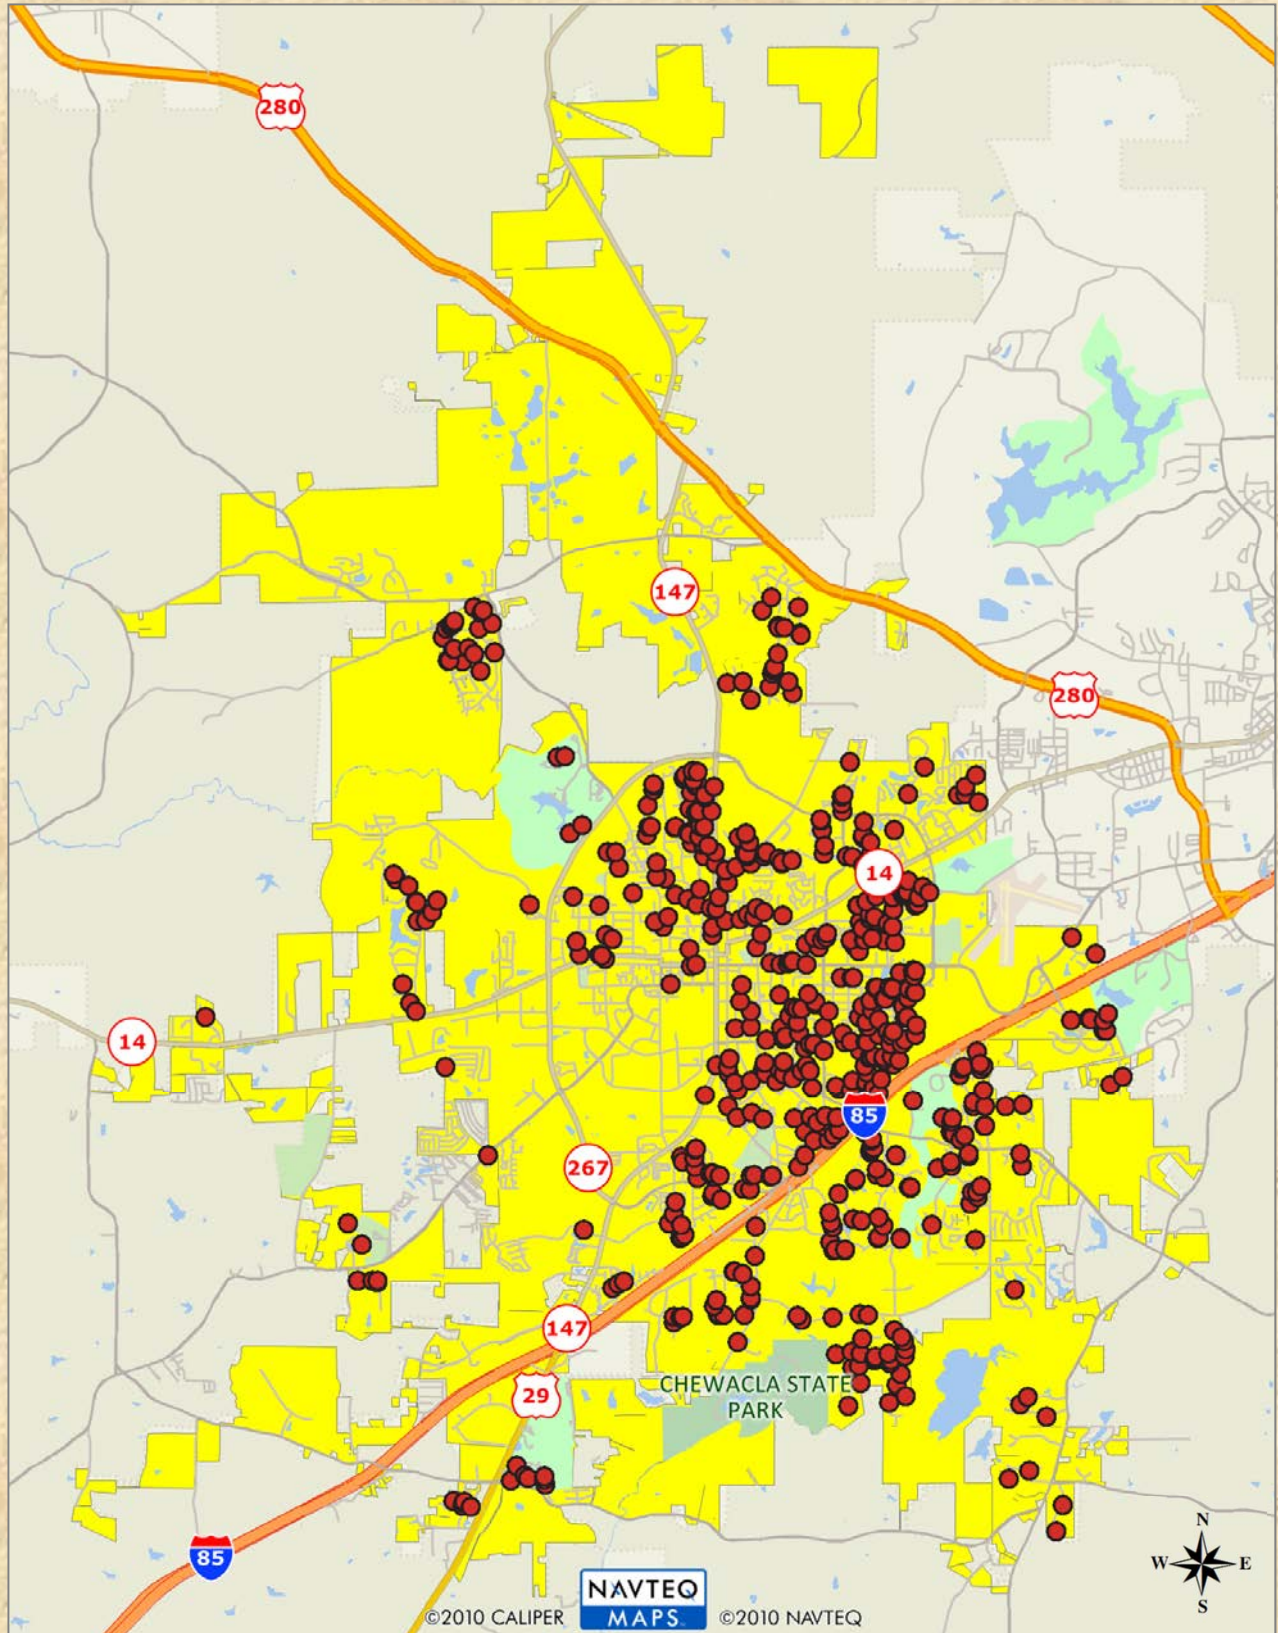 280
147
280
14
14
85
267
147
CHEWACLA STATE
PARK
29
N
W E
S
85
NAVTEQ
MAPS
©2010 CALIPER
©2010 NAVTEQ